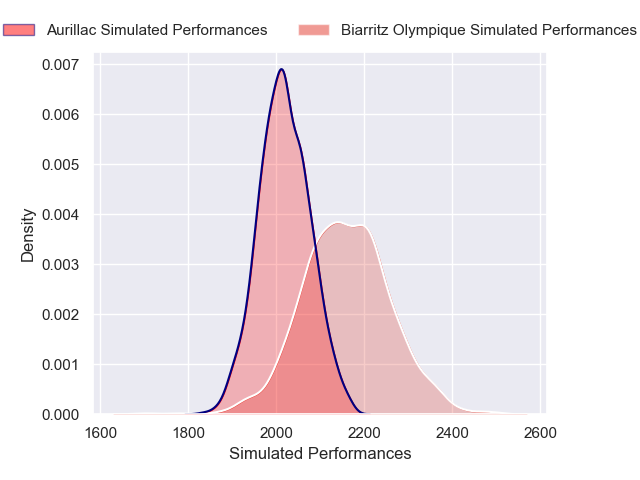 Aurillac Simulated Performances
Biarritz Olympique Simulated Performances
0.007
0.006
0.005
0.004
0.003
0.002
0.001
0.000
Density
1600 1800 2000 2200 2400 2600
Simulated Performances